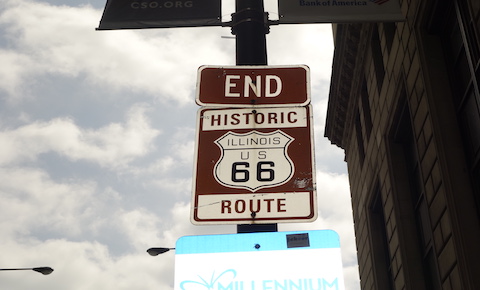 CSO.ORG
Bank of America
END
HISTORIC
ILLINOIS
U S
66
ROUTE
MILLENNIUM